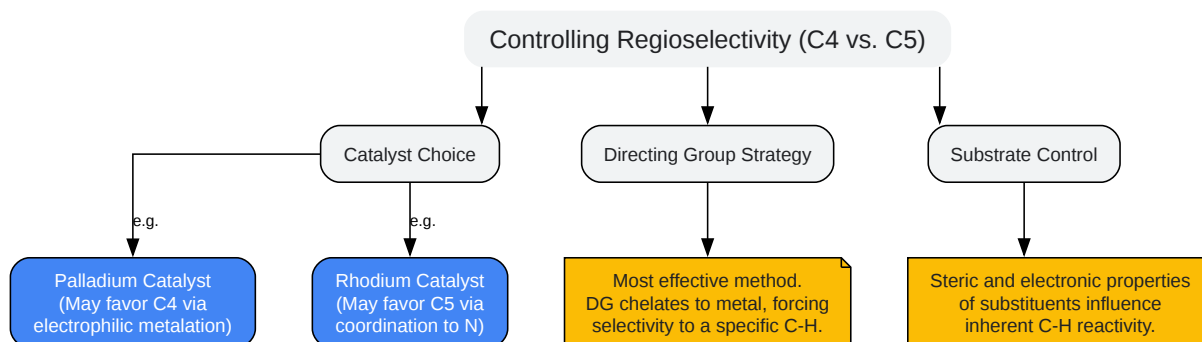 Controlling Regioselectivity (C4 vs. C5)
Catalyst Choice
Directing Group Strategy
Substrate Control
e.g.
e.g.
Palladium Catalyst
(May favor C4 via
electrophilic metalation)
Rhodium Catalyst
(May favor C5 via
coordination to N)
Most effective method.
DG chelates to metal, forcing
selectivity to a specific C-H.
Steric and electronic properties
of substituents influence
inherent C-H reactivity.